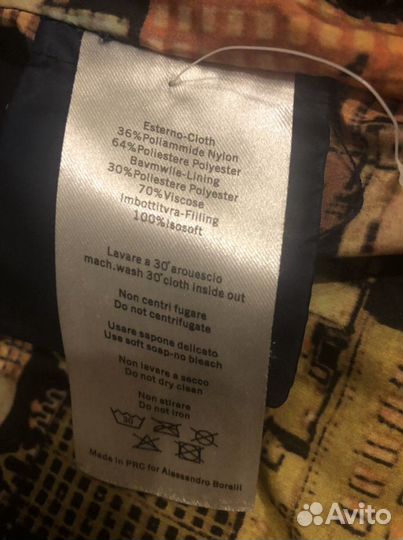 Esterno-Cloth
36%Poliammide Nylon
64%Poliestere Polyester
Bavmwlle-Lining
30%Poliestere Polyester
70%Viscose
Imbottitvra-Filling
100%Isosoft
Lavare a 30°arouescio
mach.wash 30°cloth inside out
Non centri fugare
Do not centrifugate
Usare sapone delicato
Use soft soap-no bleach
Non lavare a secco
Do not dry clean
Non stirare
Do not iron
30
Made in PRC for Alessandro Borelli
Avito